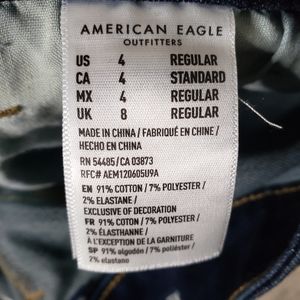 AMERICAN EAGLE
OUTFITTERS
US 4 REGULAR
CA 4 STANDARD
MX 4 REGULAR
UK 8 REGULAR
MADE IN CHINA / FABRIQUÉ EN CHINE /
HECHO EN CHINA
RN 54485/ CA 03873
RFC# AEM120605U9A
EN 91% COTTON / 7% POLYESTER /
2% ELASTANE /
EXCLUSIVE OF DECORATION
FR 91% COTTON / 7% POLYESTER /
2% ÉLASTHANNE /
À L'EXCEPTION DE LA GARNITURE
SP 91% algodón / 7% poliéster /
2% elastano